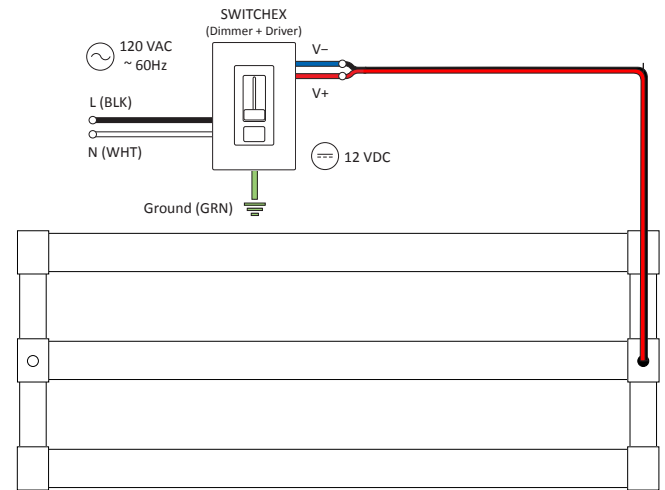 SWITCHEX
(Dimmer + Driver)
120 VAC
~ 60Hz
V−
L (BLK)
V+
N (WHT)
12 VDC
Ground (GRN)